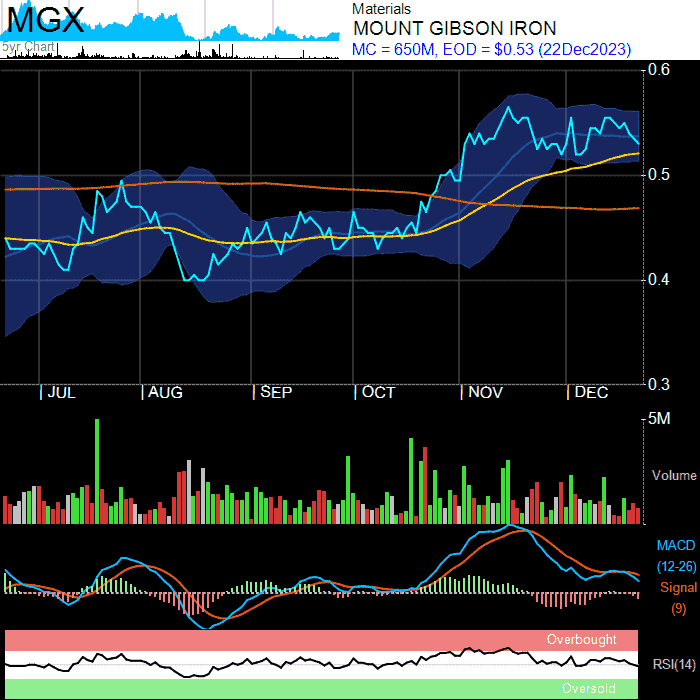 MGX
5yr Chart
Materials
MOUNT GIBSON IRON
MC = 650M, EOD = $0.53 (22Dec2023)
0.6
0.5
0.4
0.3
JUL AUG SEP OCT NOV DEC
5M
Volume
MACD
(12-26)
Signal
(9)
Overbought
RSI(14)
Oversold